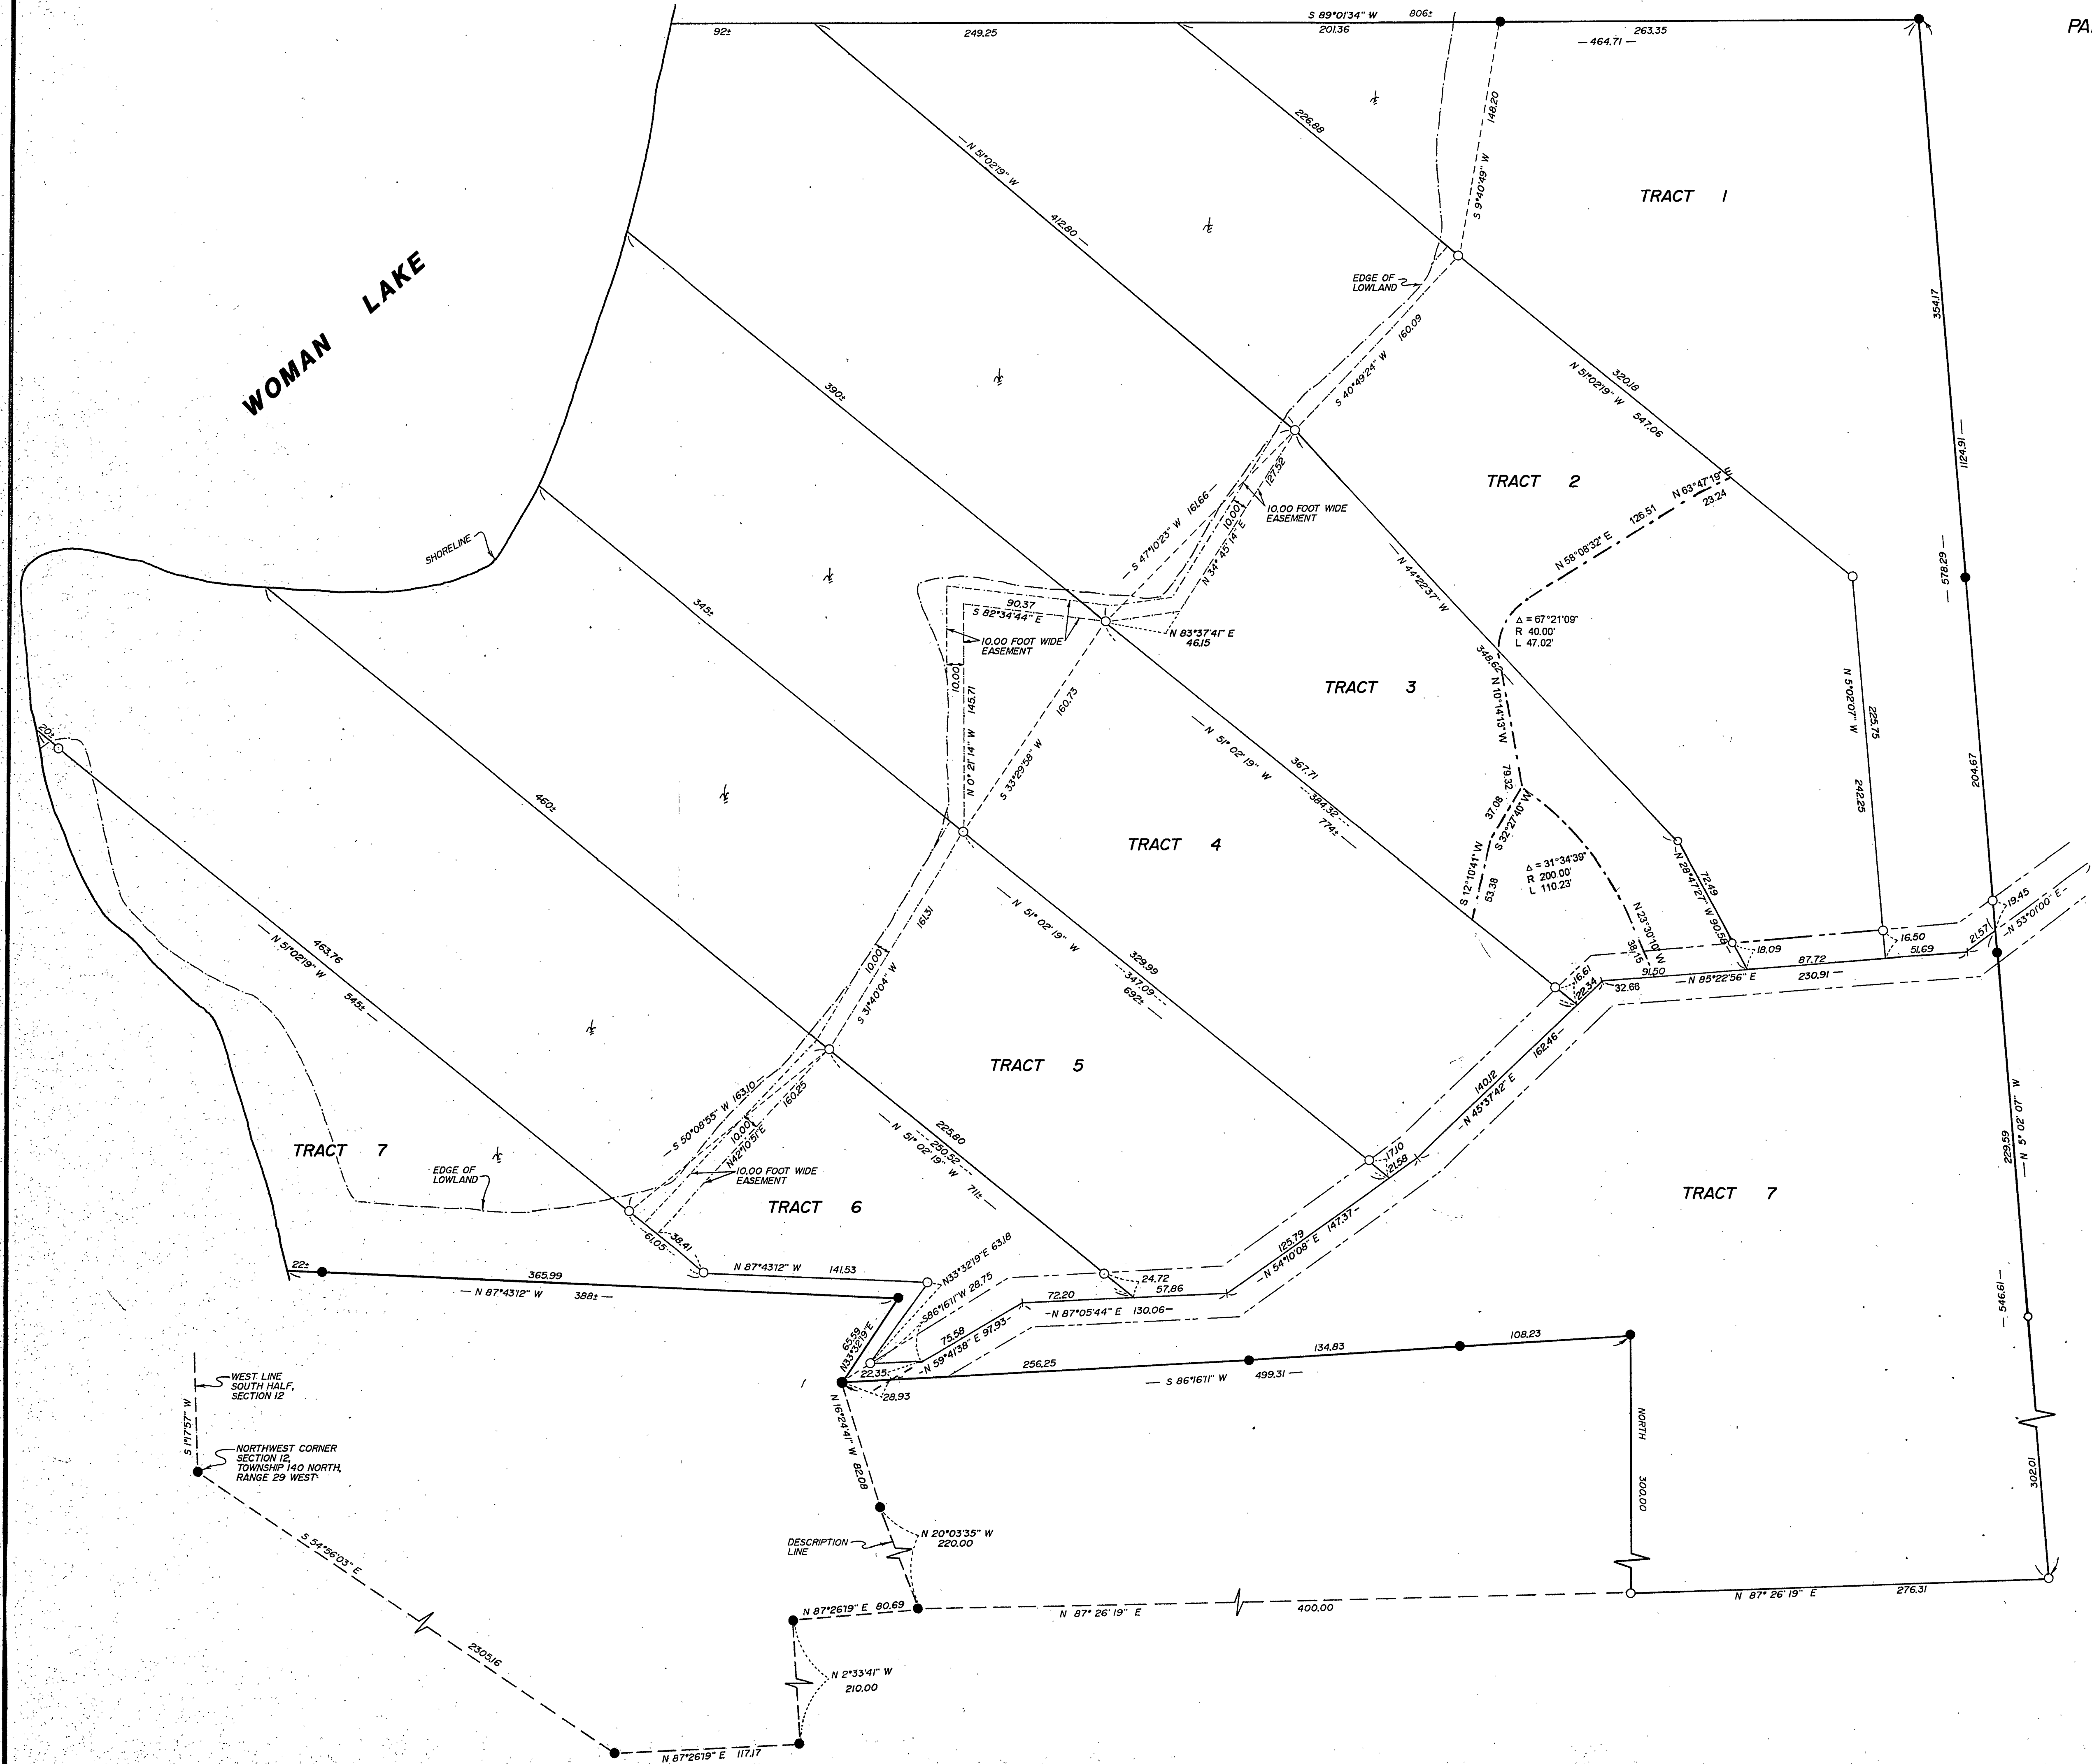 PA
S 89°01'34" W 806±
92±
249.25
201.36
263.35
— 464.71 —
226.88
148.20
S 9°40'49" W
— N 51°02'19" W
412.80 —
TRACT 1
WOMAN LAKE
EDGE OF
LOWLAND
354.17
1124.91 —
— 578.29 —
204.67
S 40°49'24" W 160.09
320.18
N 51°02'19" W 547.06
390±
TRACT 2
N 63°47'19" E
23.24
126.51
N 58°08'32" E
127.52
10.00 FOOT WIDE
EASEMENT
10.00
— S 47°10'23" W 161.66 —
N 34°45'14" E
SHORELINE
— N 44°22'37" W
348.62
Δ = 67°21'09"
R 40.00'
L 47.02'
345±
90.37
S 82°34'44" E
10.00 FOOT WIDE
EASEMENT
N 83°37'41" E
46.15
10.00
N 0°21'14" W 145.71
TRACT 3
N 10°14'13" W
79.32
N 5°02'07" W
225.75
242.25
160.73
S 33°29'58" W
— N 51°02'19" W
367.71
---384.32---
774±
20±
460±
TRACT 4
37.08
S 32°27'40" W
S 12°10'41" W
53.38
Δ = 31°34'39"
R 200.00'
L 110.23'
N 23°30'10" W
38.15
72.49
N 28°47'27" W 90.58
18.09
16.50
19.45
21.57
N 53°01'00" E
87.72
51.69
91.50
— N 85°22'56" E 230.91 —
32.66
16.61
22.34
463.76
— N 51°02'19" W 545±
161.31
10.00
S 31°40'04" W
— N 51°02'19" W
329.99
---347.09---
692±
TRACT 5
162.46
140.12
N 45°37'42" E
17.10
21.58
— S 50°08'55" W 163.10
160.25
10.00
N42°10'51"E
10.00 FOOT WIDE
EASEMENT
225.80
---250.52---
N 51°02'19" W 711±
TRACT 7
EDGE OF
LOWLAND
TRACT 6
TRACT 7
61.05
38.41
N 87°43'12" W 141.53
N33°32'19"E 63.18
S86°16'11"W 28.75
22±
365.99
— N 87°43'12" W 388± —
24.72
57.86
72.20
— N 87°05'44" E 130.06 —
125.79
N 54°10'08" E 147.37
229.59
— N 5°02'07" W
— 546.61 —
302.01
65.59
N33°32'19"E
75.58
N 59°41'38" E 97.93
22.35
28.93
256.25
134.83
108.23
— S 86°16'11" W 499.31 —
WEST LINE
SOUTH HALF,
SECTION 12
S 1°17'57" W
NORTHWEST CORNER
SECTION 12,
TOWNSHIP 140 NORTH,
RANGE 29 WEST
N 16°24'41" W 82.08
NORTH 300.00
DESCRIPTION
LINE
N 20°03'35" W
220.00
S 54°56'03" E
2305.16
N 87°26'19" E 80.69
N 87°26'19" E 400.00
N 87°26'19" E 276.31
N 2°33'41" W
210.00
N 87°26'19" E 117.17